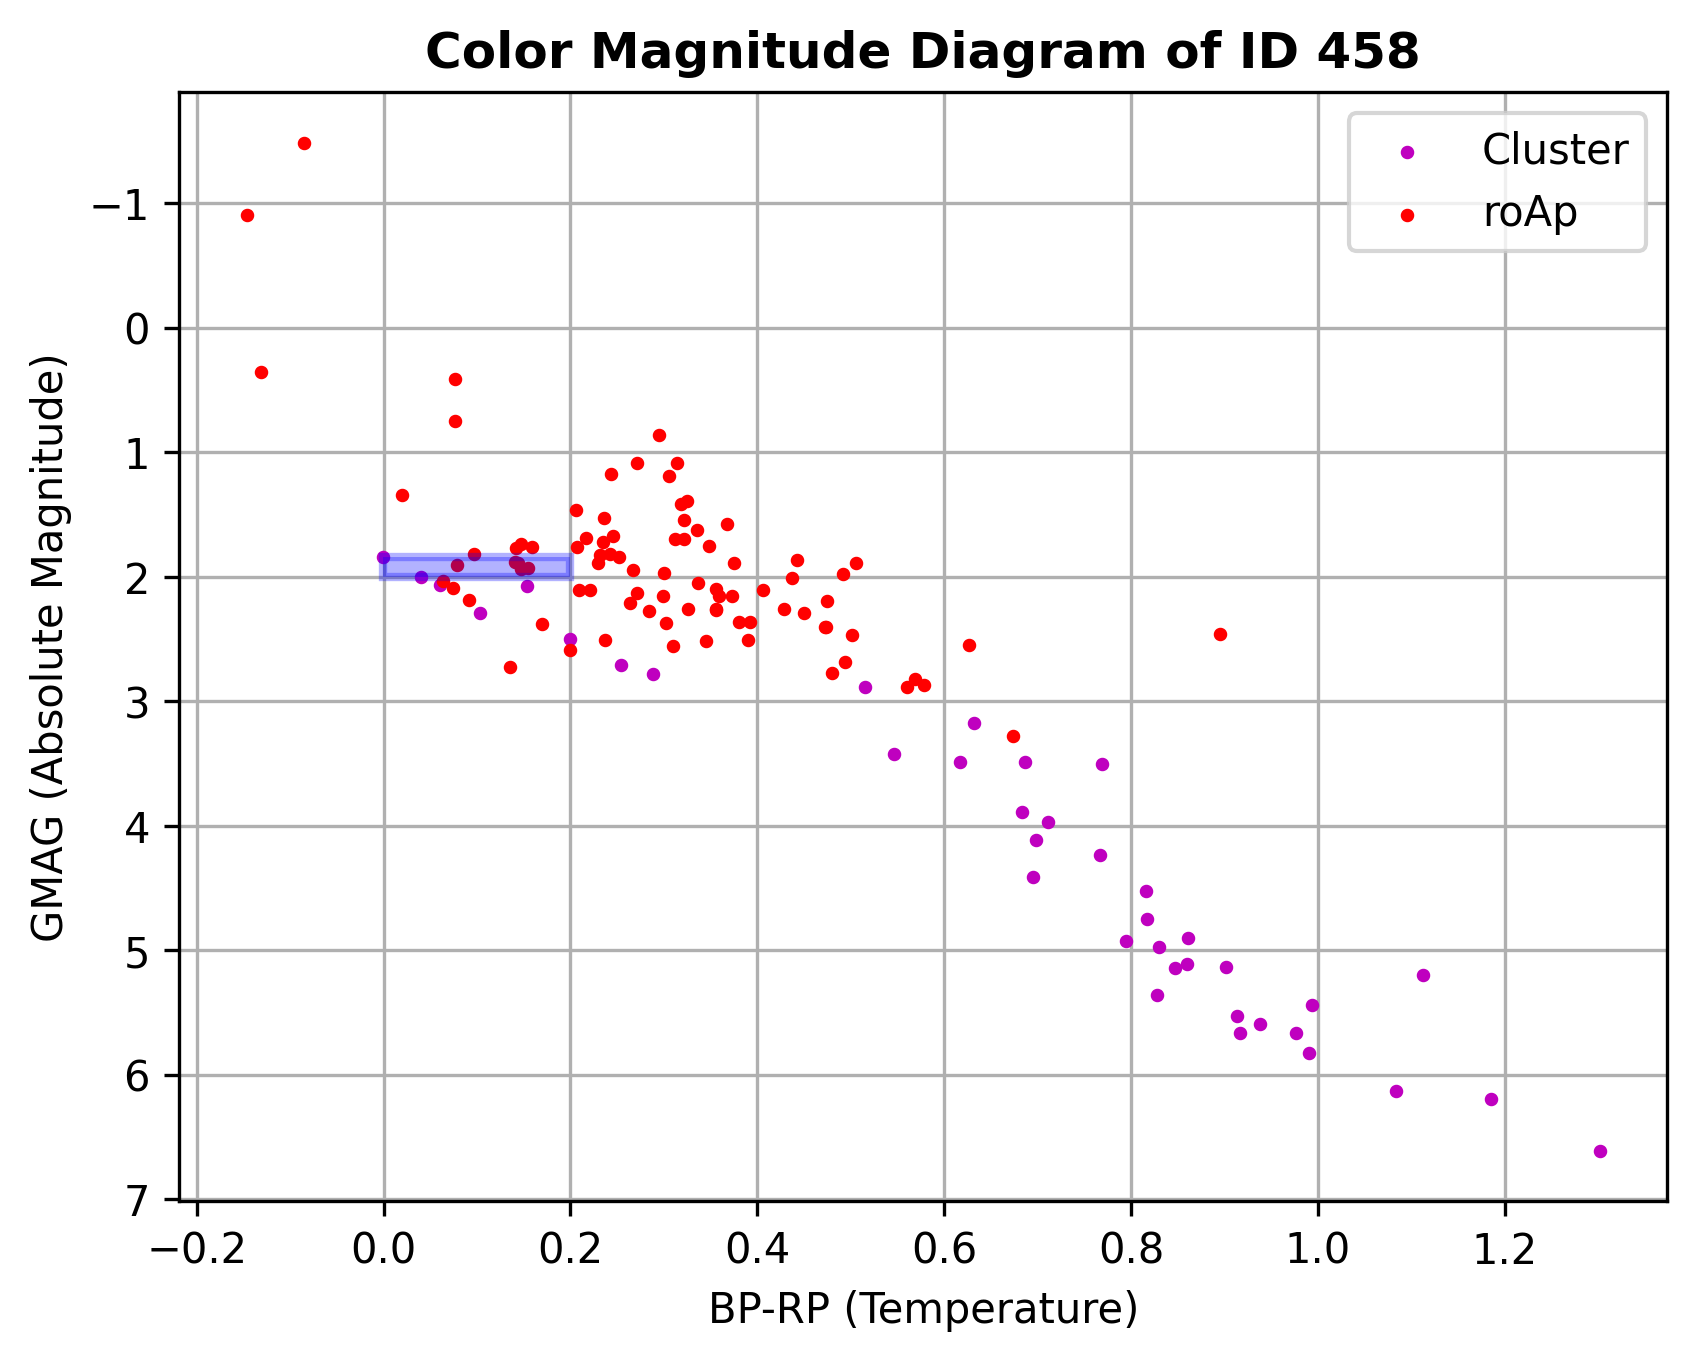 Color Magnitude Diagram of ID 458
Cluster
roAp
GMAG (Absolute Magnitude)
−1
0
1
2
3
4
5
6
7
−0.2 0.0 0.2 0.4 0.6 0.8 1.0 1.2
BP-RP (Temperature)